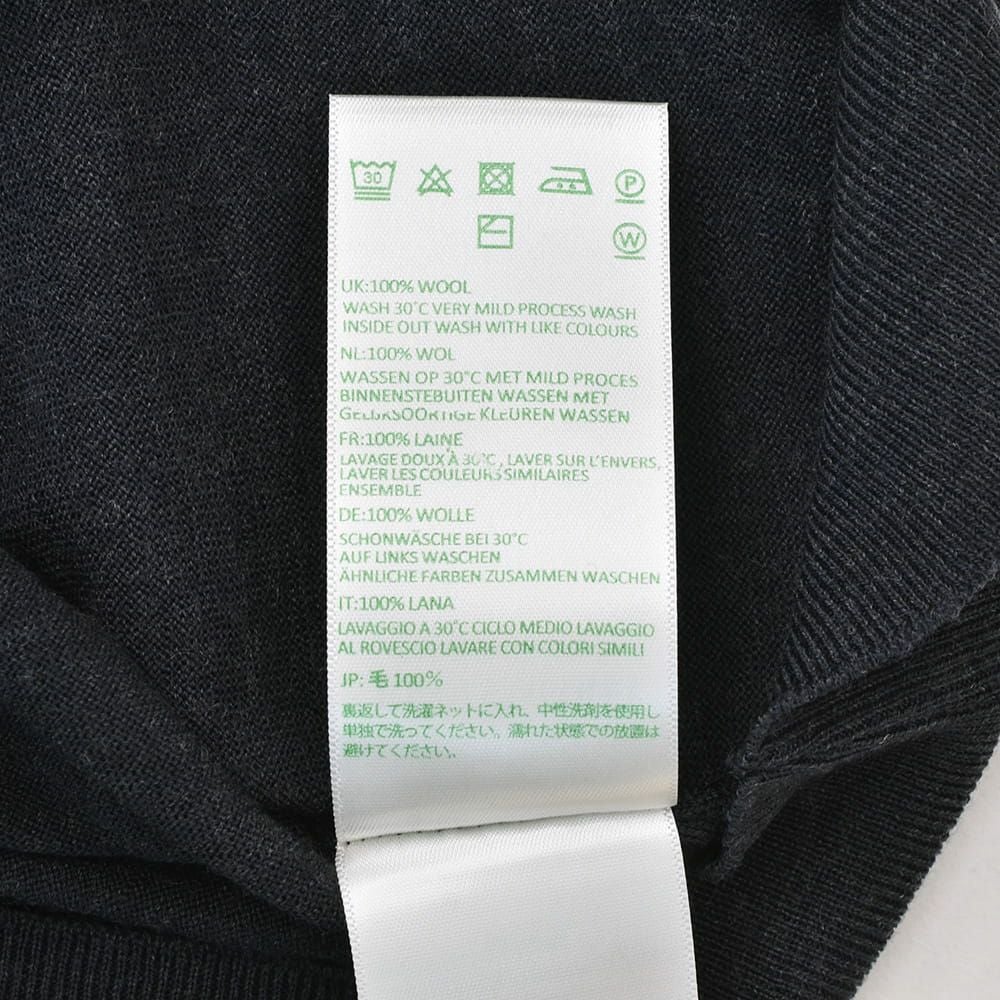 30
P
W
UK:100% WOOL
WASH 30°C VERY MILD PROCESS WASH
INSIDE OUT WASH WITH LIKE COLOURS
NL:100% WOL
WASSEN OP 30°C MET MILD PROCES
BINNENSTEBUITEN WASSEN MET
KLEUREN WASSEN
FR:100% LAINE
LAVAGE DOUX À 30°C, LAVER SUR L'ENVERS,
LAVER LES COULEURS SIMILAIRES
ENSEMBLE
DE:100% WOLLE
SCHONWÄSCHE BEI 30°C
AUF LINKS WASCHEN
ÄHNLICHE FARBEN ZUSAMMEN WASCHEN
IT:100% LANA
LAVAGGIO A 30°C CICLO MEDIO LAVAGGIO
AL ROVESCIO LAVARE CON COLORI SIMILI
JP: 毛 100%
裏返して洗濯ネットに入れ、中性洗剤を使用し
単独で洗ってください。濡れた状態での放置は
避けてください。